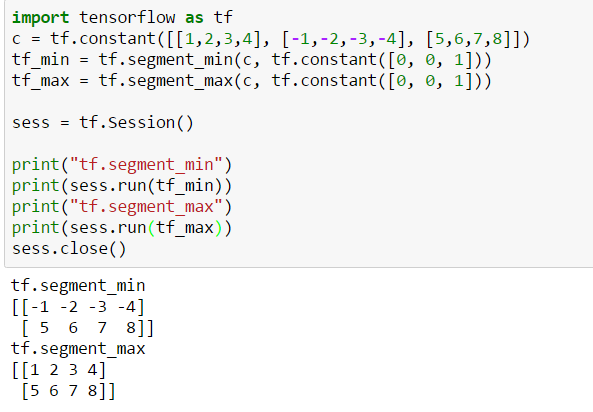 import tensorflow as tf
c = tf.constant([[1,2,3,4], [-1,-2,-3,-4], [5,6,7,8]])
tf_min = tf.segment_min(c, tf.constant([0, 0, 1]))
tf_max = tf.segment_max(c, tf.constant([0, 0, 1]))
sess = tf.Session()
print("tf.segment_min")
print(sess.run(tf_min))
print("tf.segment_max")
print(sess.run(tf_max))
sess.close()
tf.segment_min
[[-1 -2 -3 -4]
 [ 5  6  7  8]]
tf.segment_max
[[1 2 3 4]
 [5 6 7 8]]